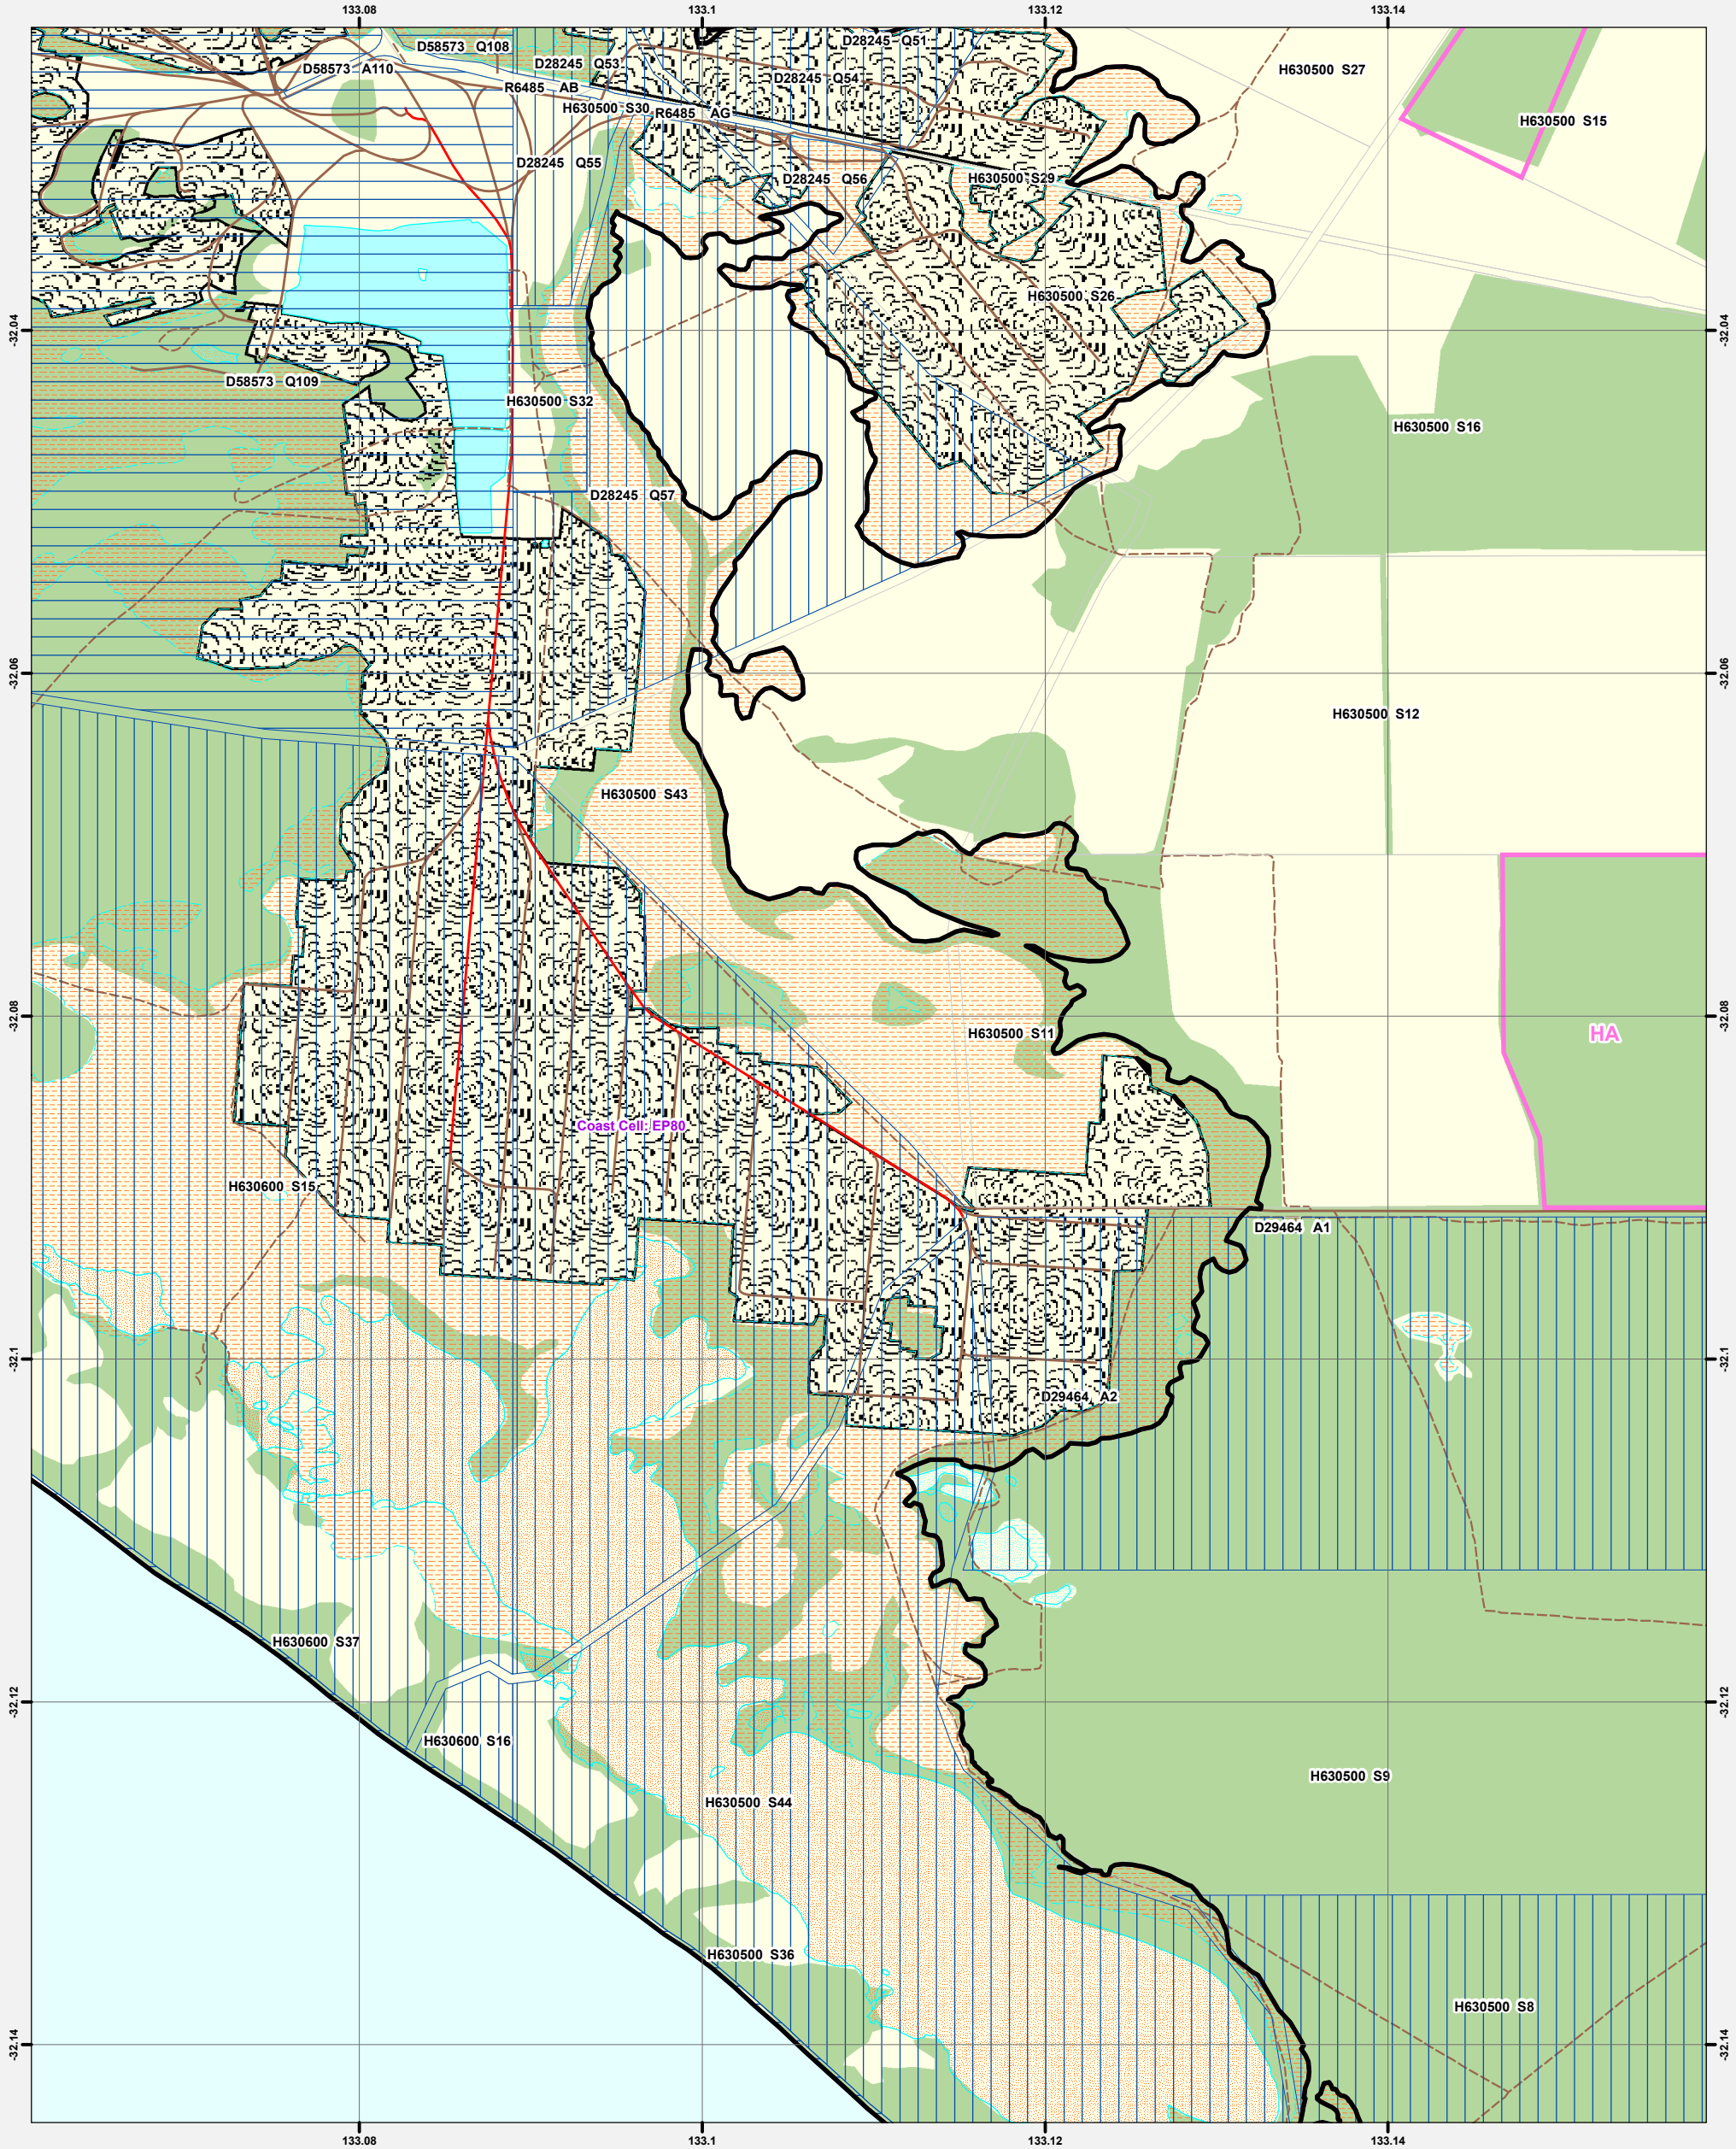 133.08 133.1 133.12 133.14
D28245 Q51
D58573 Q108
D28245 Q53
D58573 A110
H630500 S27
D28245 Q54
R6485 AB
H630500 S30
R6485 AG
H630500 S15
D28245 Q55
D28245 Q56
H630500 S29
H630500 S26
-32.04 -32.04
D58573 Q109
H630500 S32
H630500 S16
D28245 Q57
-32.06 -32.06
H630500 S12
H630500 S43
-32.08 -32.08
H630500 S11
HA
Coast Cell: EP80
H630600 S15
D29464 A1
-32.1 -32.1
D29464 A2
H630600 S37
-32.12 -32.12
H630600 S16
H630500 S9
H630500 S44
H630500 S36
H630500 S8
-32.14 -32.14
133.08 133.1 133.12 133.14